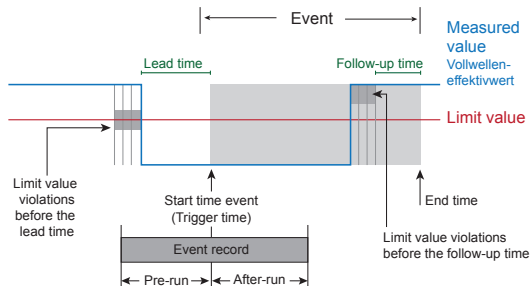 Event
Measured
value
Vollwellen-
effektivwert
Lead time
Follow-up time
Limit value
Limit value
violations
before the
lead time
Start time event
(Trigger time)
End time
Limit value violations
before the follow-up time
Event record
Pre-run
After-run